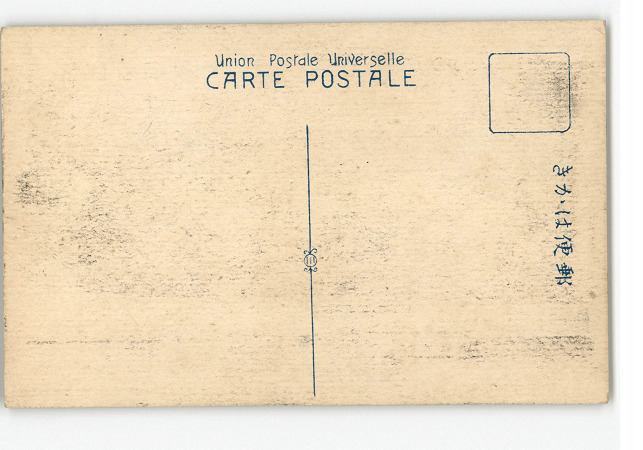 Union Postale Universelle
CARTE POSTALE
きかは便郵